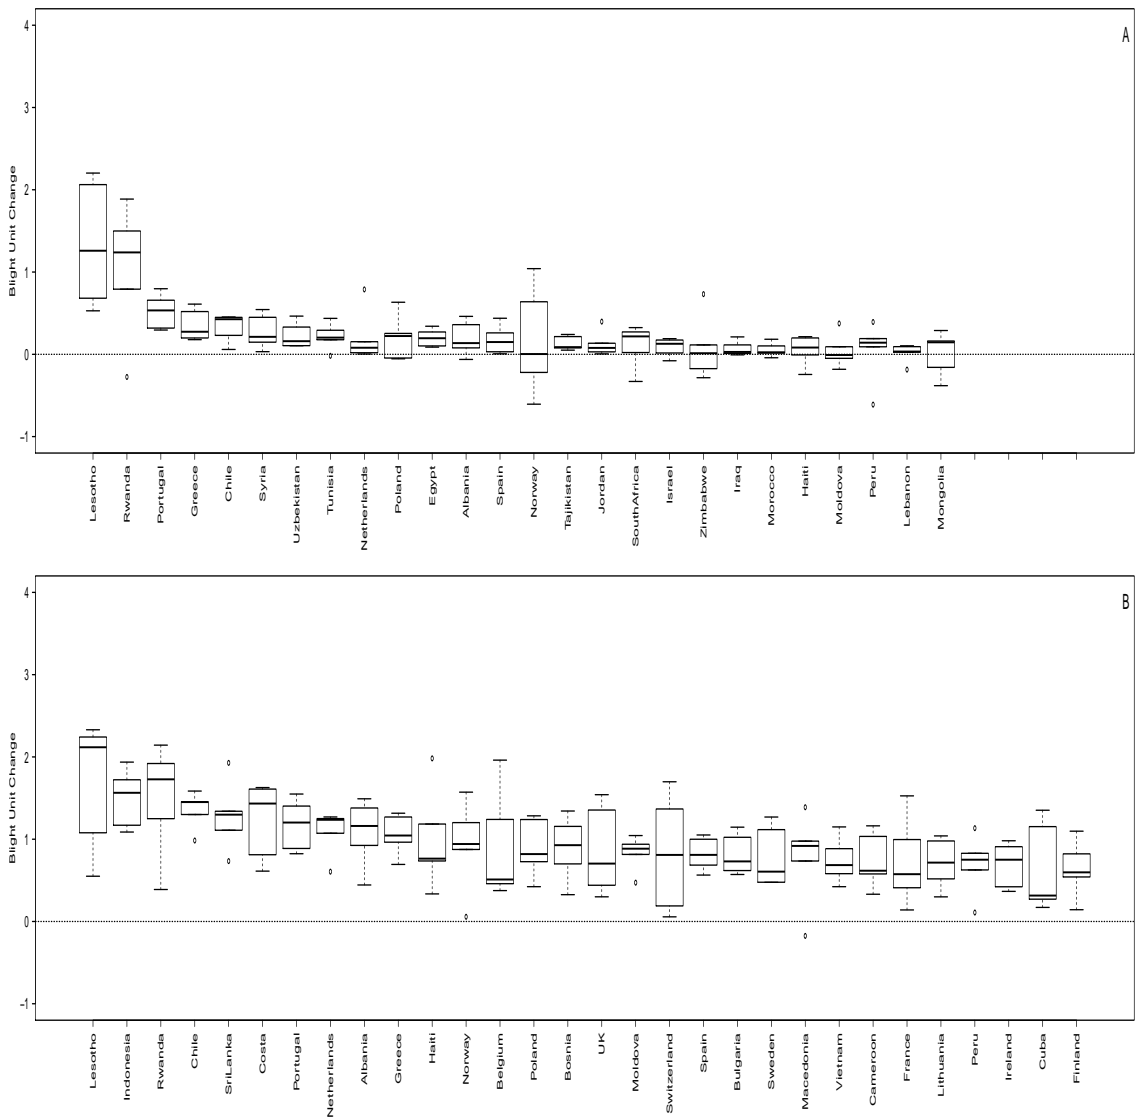 A
4
3
2
1
0
−1
Blight Unit Change
Lesotho
Rwanda
Portugal
Greece
Chile
Syria
Uzbekistan
Tunisia
Netherlands
Poland
Egypt
Albania
Spain
Norway
Tajikistan
Jordan
SouthAfrica
Israel
Zimbabwe
Iraq
Morocco
Haiti
Moldova
Peru
Lebanon
Mongolia
B
4
3
2
1
0
−1
Blight Unit Change
Lesotho
Indonesia
Rwanda
Chile
SriLanka
Costa
Portugal
Netherlands
Albania
Greece
Haiti
Norway
Belgium
Poland
Bosnia
UK
Moldova
Switzerland
Spain
Bulgaria
Sweden
Macedonia
Vietnam
Cameroon
France
Lithuania
Peru
Ireland
Cuba
Finland